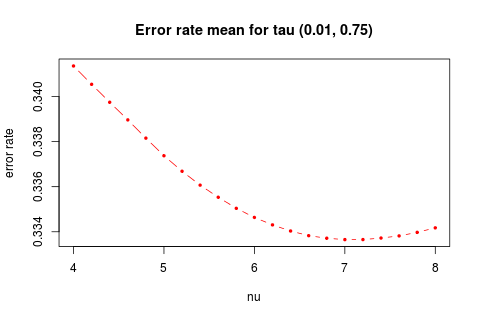 Error rate mean for tau (0.01, 0.75)
error rate
0.340
0.338
0.336
0.334
4 5 6 7 8
nu